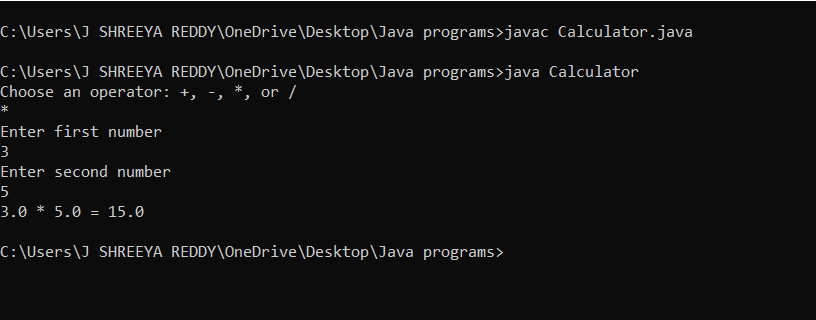 C:\Users\J SHREEYA REDDY\OneDrive\Desktop\Java programs>javac Calculator.java
C:\Users\J SHREEYA REDDY\OneDrive\Desktop\Java programs>java Calculator
Choose an operator: +, -, *, or /
*
Enter first number
3
Enter second number
5
3.0 * 5.0 = 15.0
C:\Users\J SHREEYA REDDY\OneDrive\Desktop\Java programs>